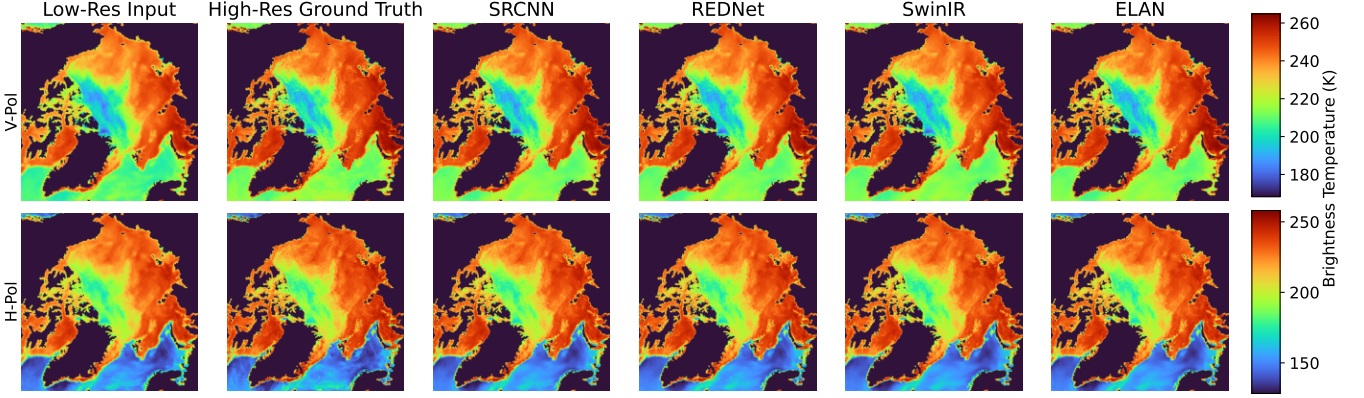 Low-Res Input High-Res Ground Truth SRCNN REDNet SwinIR ELAN
V-Pol
260
240
220
200
180
H-Pol
250
200
150
Brightness Temperature (K)